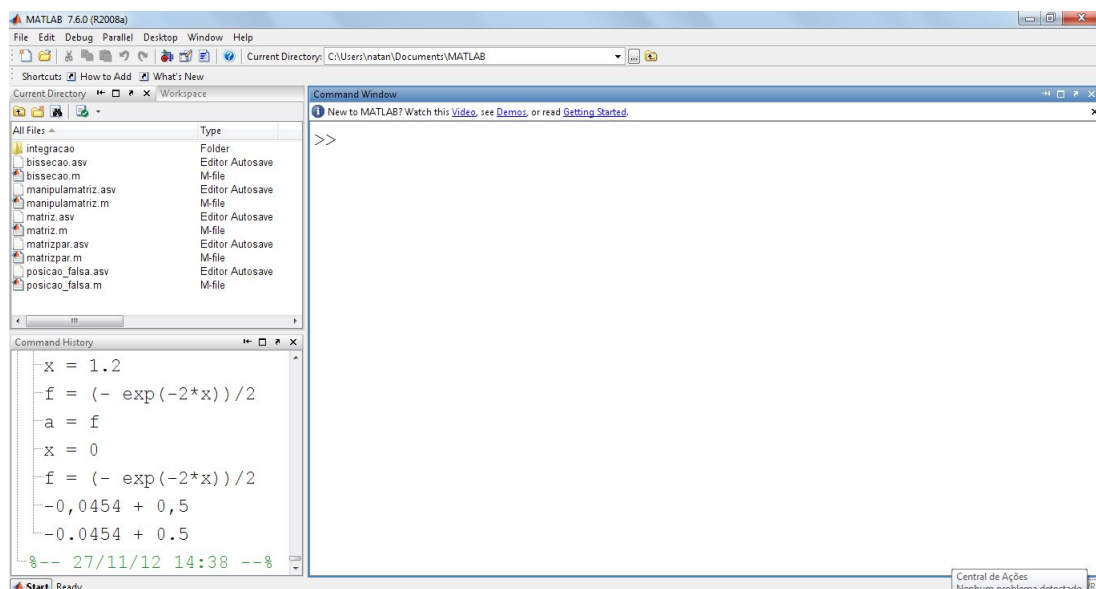 MATLAB 7.6.0 (R2008a)
File Edit Debug Parallel Desktop Window Help
Current Directory: C:\Users\natan\Documents\MATLAB
Shortcuts How to Add What's New
Current Directory Workspace
All Files Type
integracao Folder
bissecao.asv Editor Autosave
bissecao.m M-file
manipulamatriz.asv Editor Autosave
manipulamatriz.m M-file
matriz.asv Editor Autosave
matriz.m M-file
matrizpar.asv Editor Autosave
matrizpar.m M-file
posicao_falsa.asv Editor Autosave
posicao_falsa.m M-file
Command History
x = 1.2
f = (- exp(-2*x))/2
a = f
x = 0
f = (- exp(-2*x))/2
-0,0454 + 0,5
-0.0454 + 0.5
%-- 27/11/12 14:38 --%
Command Window
New to MATLAB? Watch this Video, see Demos, or read Getting Started.
>>
Start Ready
Central de Ações
Nenhum problema detectado